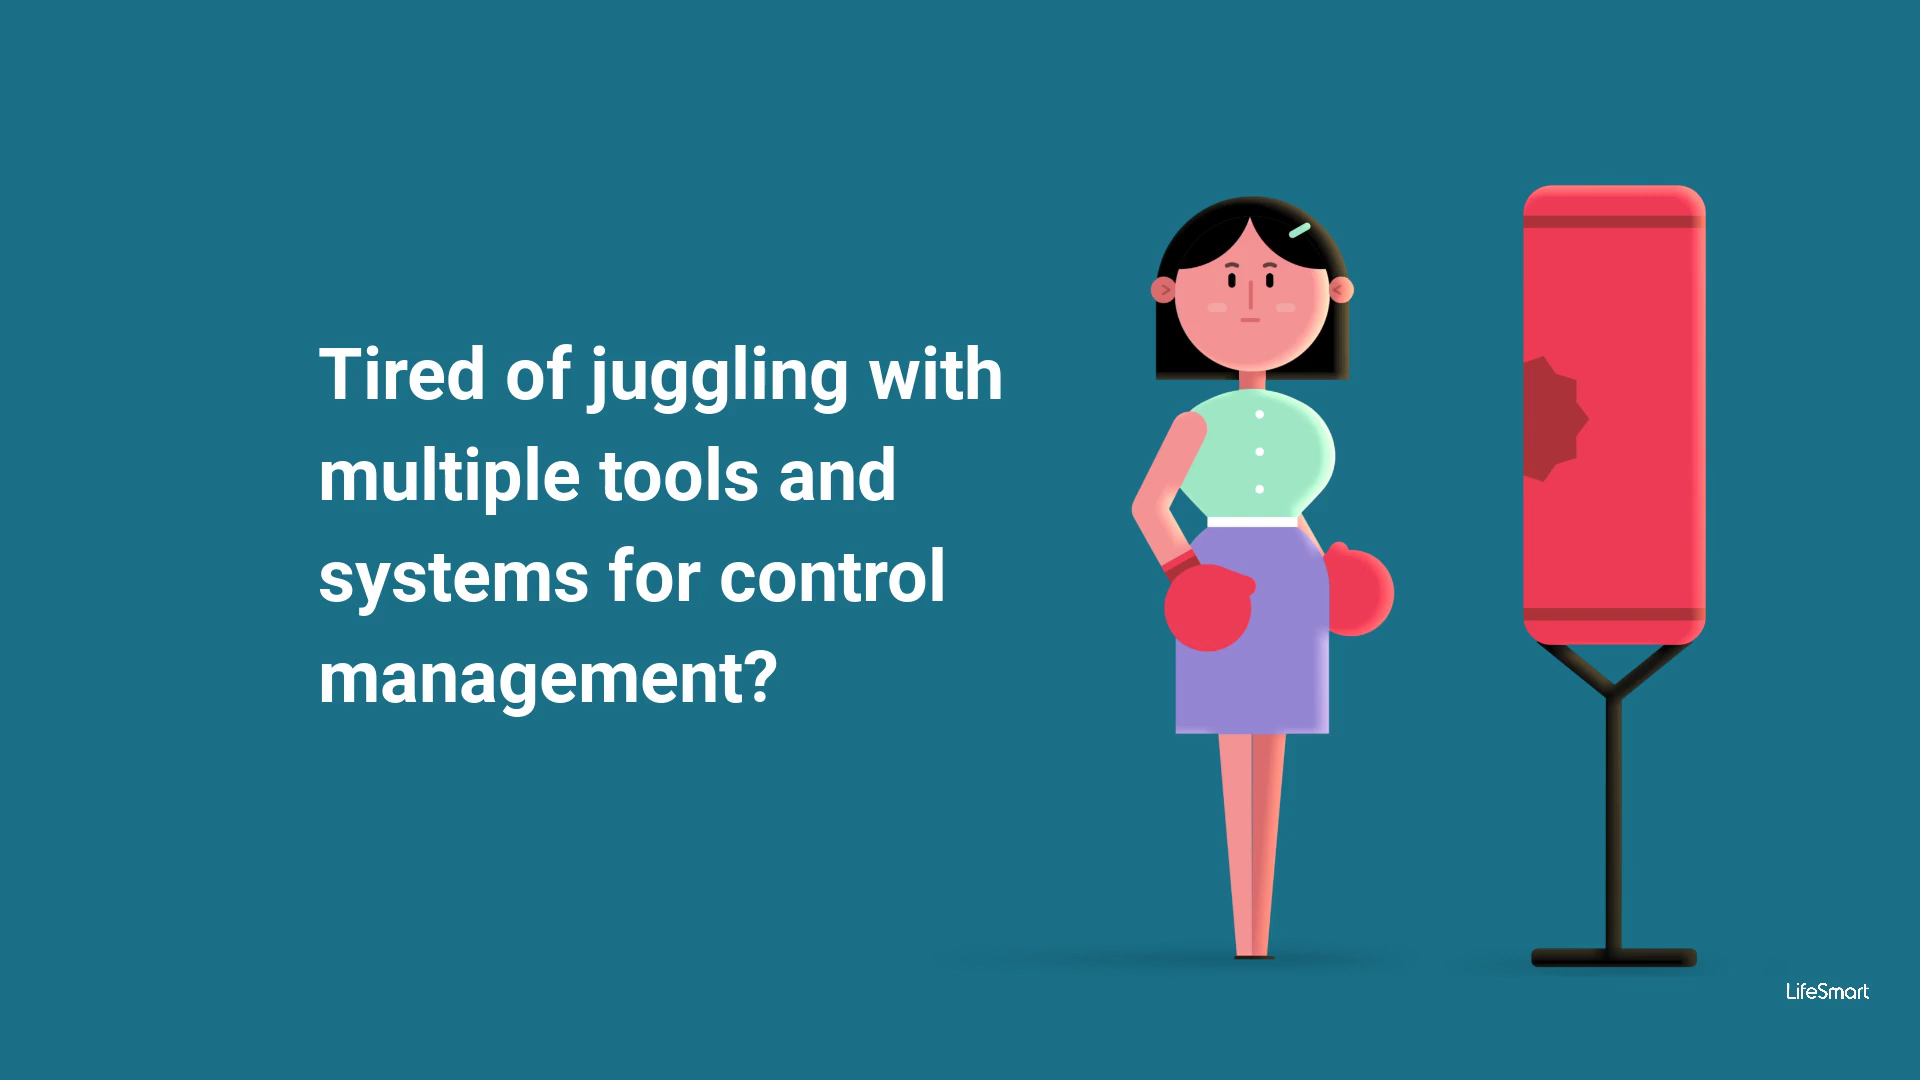 Tired of juggling with
multiple tools and
systems for control
management?
LifeSmart